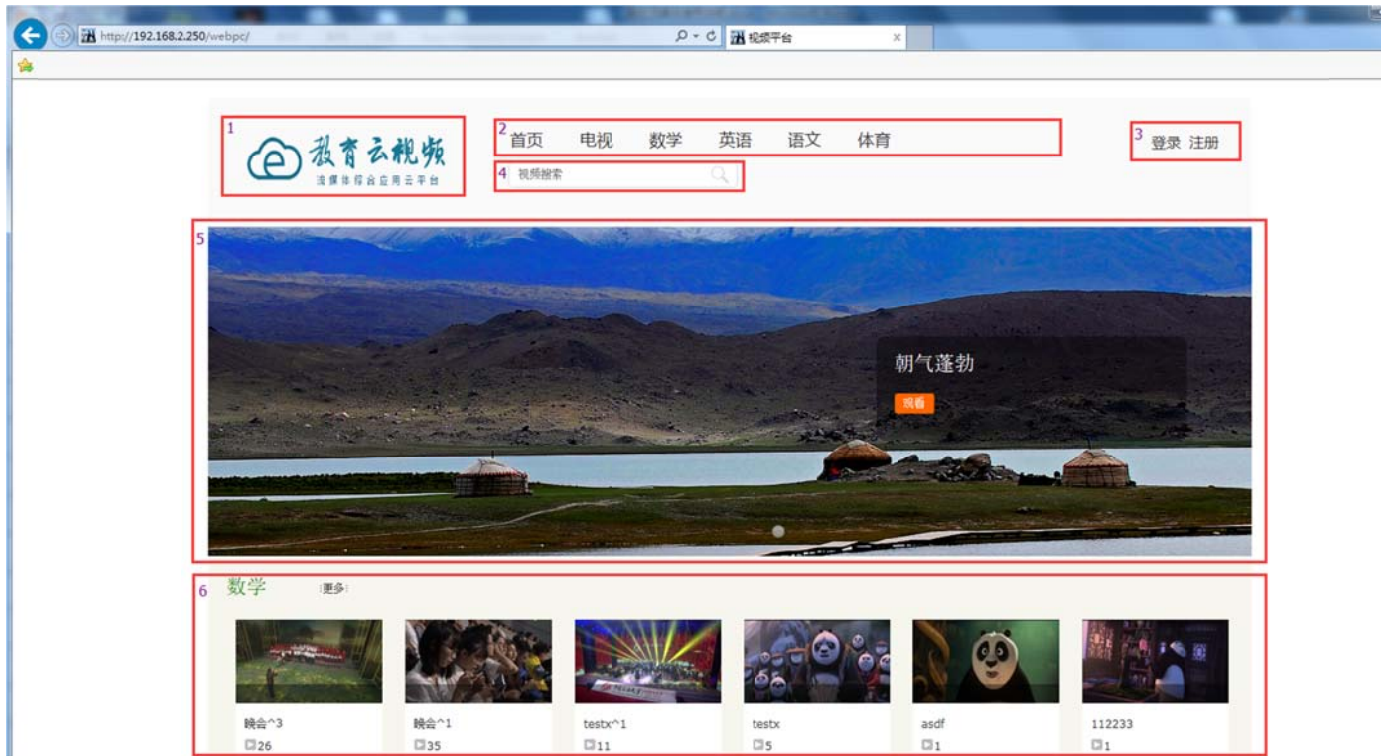 http://192.168.2.250/webpc/
视频平台
x
1
教育云视频
流媒体综合应用云平台
2
首页 电视 数学 英语 语文 体育
3
登录 注册
4
视频搜索
5
朝气蓬勃
观看
6
数学
更多
晚会^3 晚会^1 testx^1 testx asdf 112233
26 35 11 5 1 1